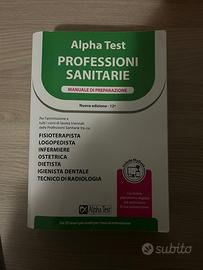 Alpha Test
PROFESSIONI
SANITARIE
MANUALE DI PREPARAZIONE
Nuova edizione - 12ª
Per l'ammissione a
tutti i corsi di laurea triennali
delle Professioni Sanitarie tra cui:
FISIOTERAPISTA
LOGOPEDISTA
INFERMIERE
OSTETRICA
DIETISTA
IGIENISTA DENTALE
TECNICO DI RADIOLOGIA
Alpha Test
subito